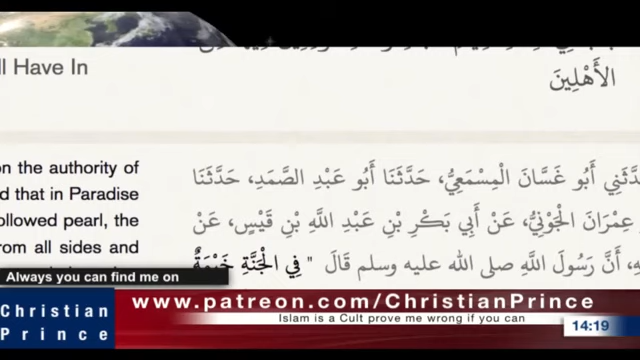 ll Have In
الأَهْلِينَ
on the authority of
d that in Paradise
ollowed pearl, the
rom all sides and
دَّثَنِي أَبُو غَسَّانَ الْمِسْمَعِيُّ، حَدَّثَنَا أَبُو عَبْدِ الصَّمَدِ، حَدَّثَنَا
عِمْرَانَ الْجَوْنِيُّ، عَنْ أَبِي بَكْرِ بْنِ عَبْدِ اللَّهِ بْنِ قَيْسٍ، عَنْ
هِ، أَنَّ رَسُولَ اللَّهِ صلى الله عليه وسلم قَالَ " فِي الْجَنَّةِ خَيْمَةٌ
Always you can find me on
Christian
Prince
www.patreon.com/ChristianPrince
Islam is a Cult prove me wrong if you can
14:19